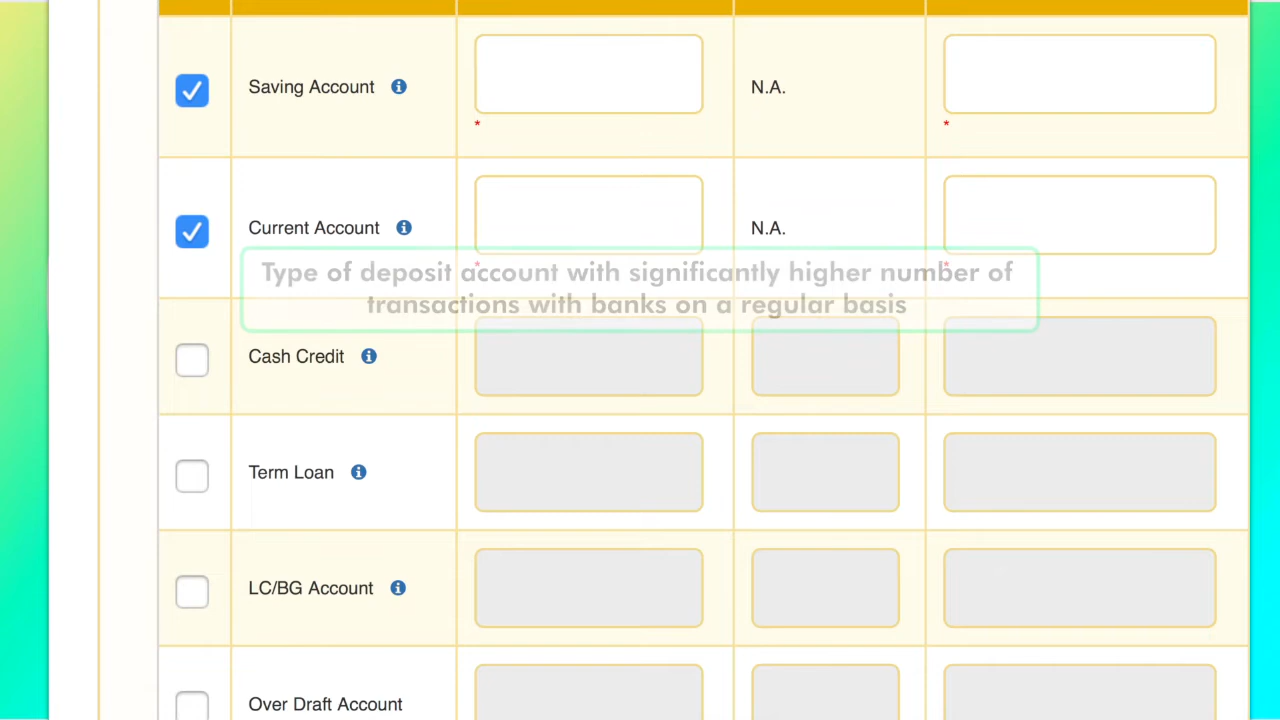 Saving Account
N.A.
*
*
Current Account
N.A.
*
*
Type of deposit account with significantly higher number of
transactions with banks on a regular basis
Cash Credit
Term Loan
LC/BG Account
Over Draft Account